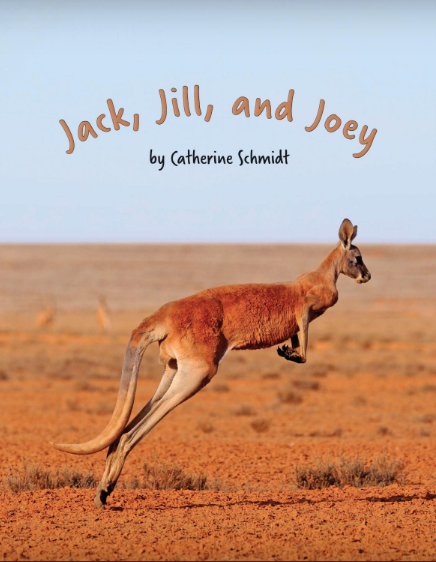 Jack, Jill, and Joey
by Catherine Schmidt